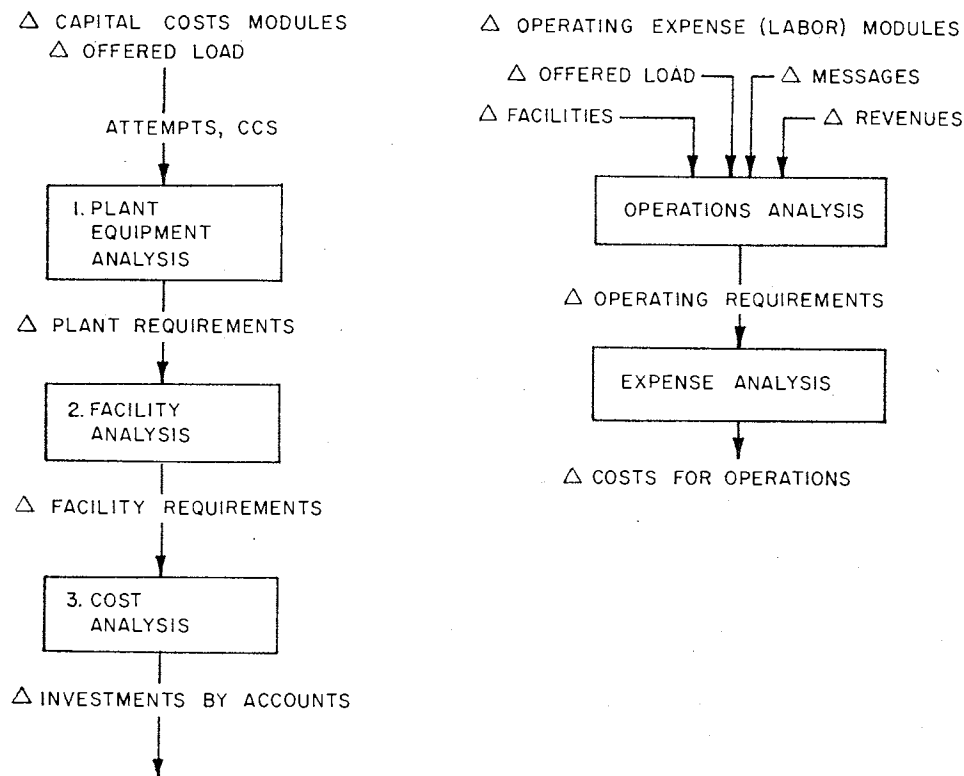 △ CAPITAL COSTS MODULES
△ OFFERED LOAD
ATTEMPTS, CCS
1. PLANT
EQUIPMENT
ANALYSIS
△ PLANT REQUIREMENTS
2. FACILITY
ANALYSIS
△ FACILITY REQUIREMENTS
3. COST
ANALYSIS
△ INVESTMENTS BY ACCOUNTS
△ OPERATING EXPENSE (LABOR) MODULES
△ OFFERED LOAD
△ MESSAGES
△ FACILITIES
△ REVENUES
OPERATIONS ANALYSIS
△ OPERATING REQUIREMENTS
EXPENSE ANALYSIS
△ COSTS FOR OPERATIONS